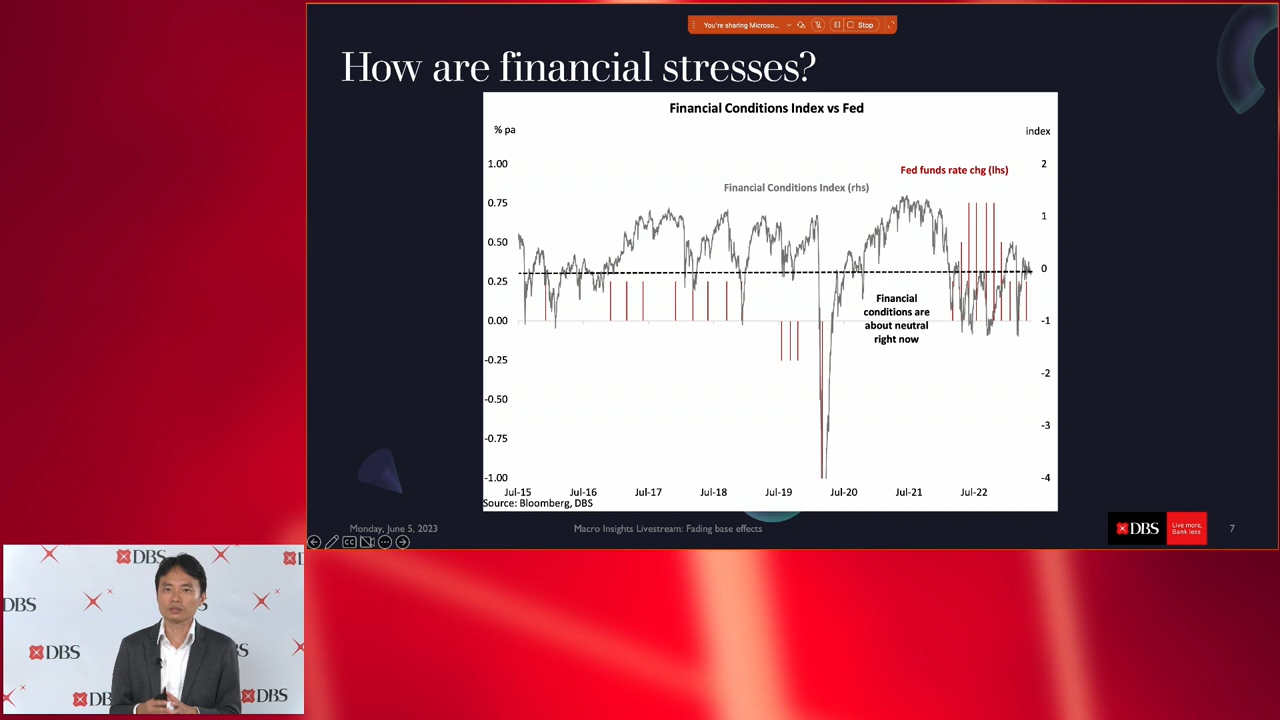 You're sharing Microso...
Stop
How are financial stresses?
Financial Conditions Index vs Fed
% pa
index
1.00
0.75
0.50
0.25
0.00
-0.25
-0.50
-0.75
-1.00
2
1
0
-1
-2
-3
-4
Fed funds rate chg (lhs)
Financial Conditions Index (rhs)
Financial
conditions are
about neutral
right now
Jul-15
Jul-16
Jul-17
Jul-18
Jul-19
Jul-20
Jul-21
Jul-22
Source: Bloomberg, DBS
Monday, June 5, 2023
Macro Insights Livestream: Fading base effects
DBS
Live more,
Bank less
7
CC
DBS
D
DBS
DBS
BS
DB
DBS